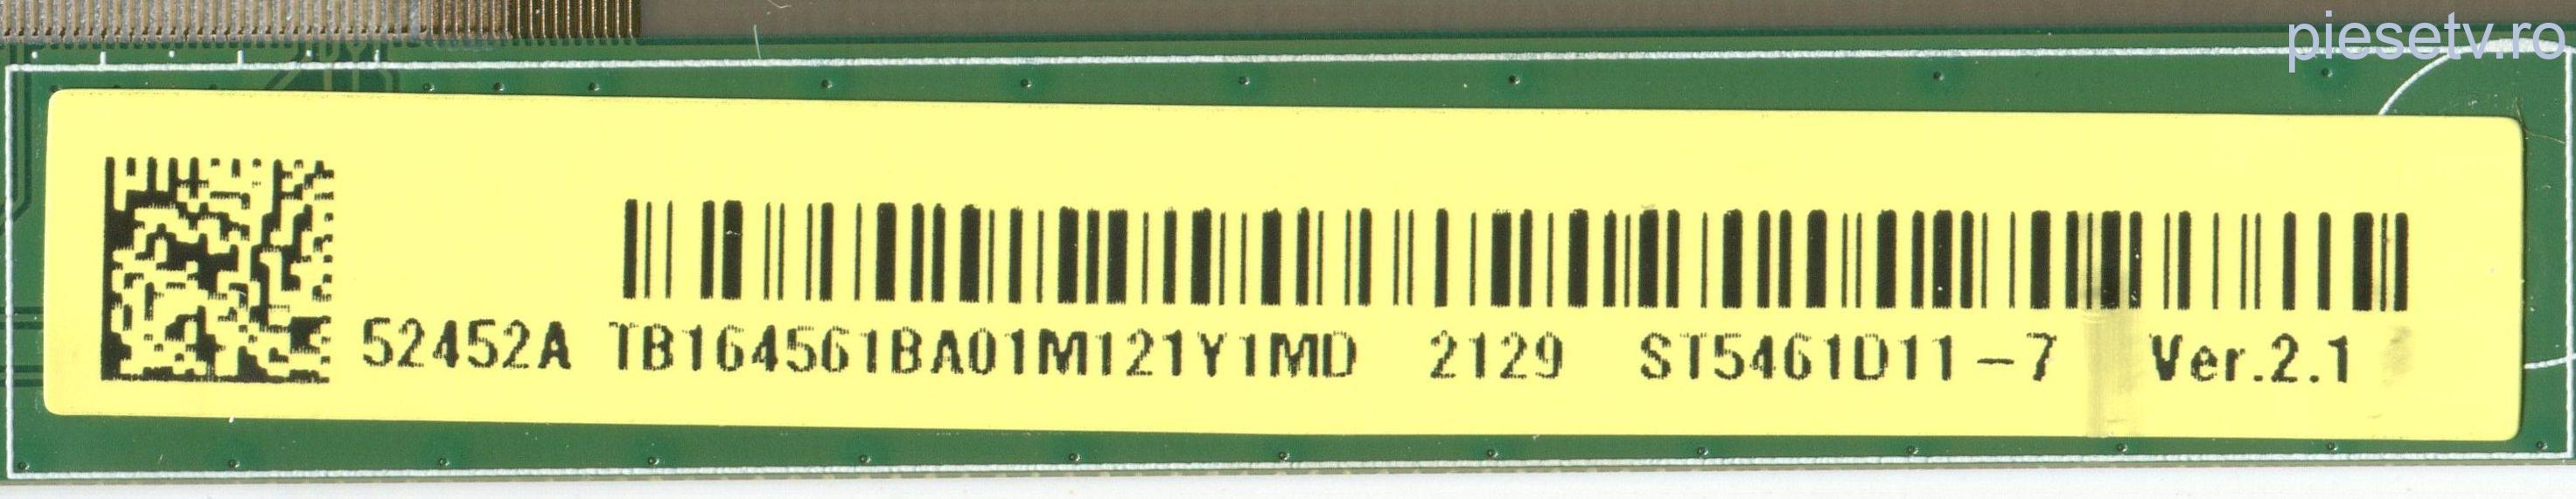 piesetv.ro
52452A TB164561BA01M121Y1MD 2129 ST5461D11-7 Ver.2.1